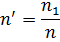 n′ = n₁/n